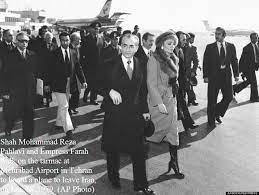 Shah Mohammad Reza
Pahlavi and Empress Farah
walk on the tarmac at
Mehrabad Airport in Tehran
to board a plane to leave Iran
(AP Photo)